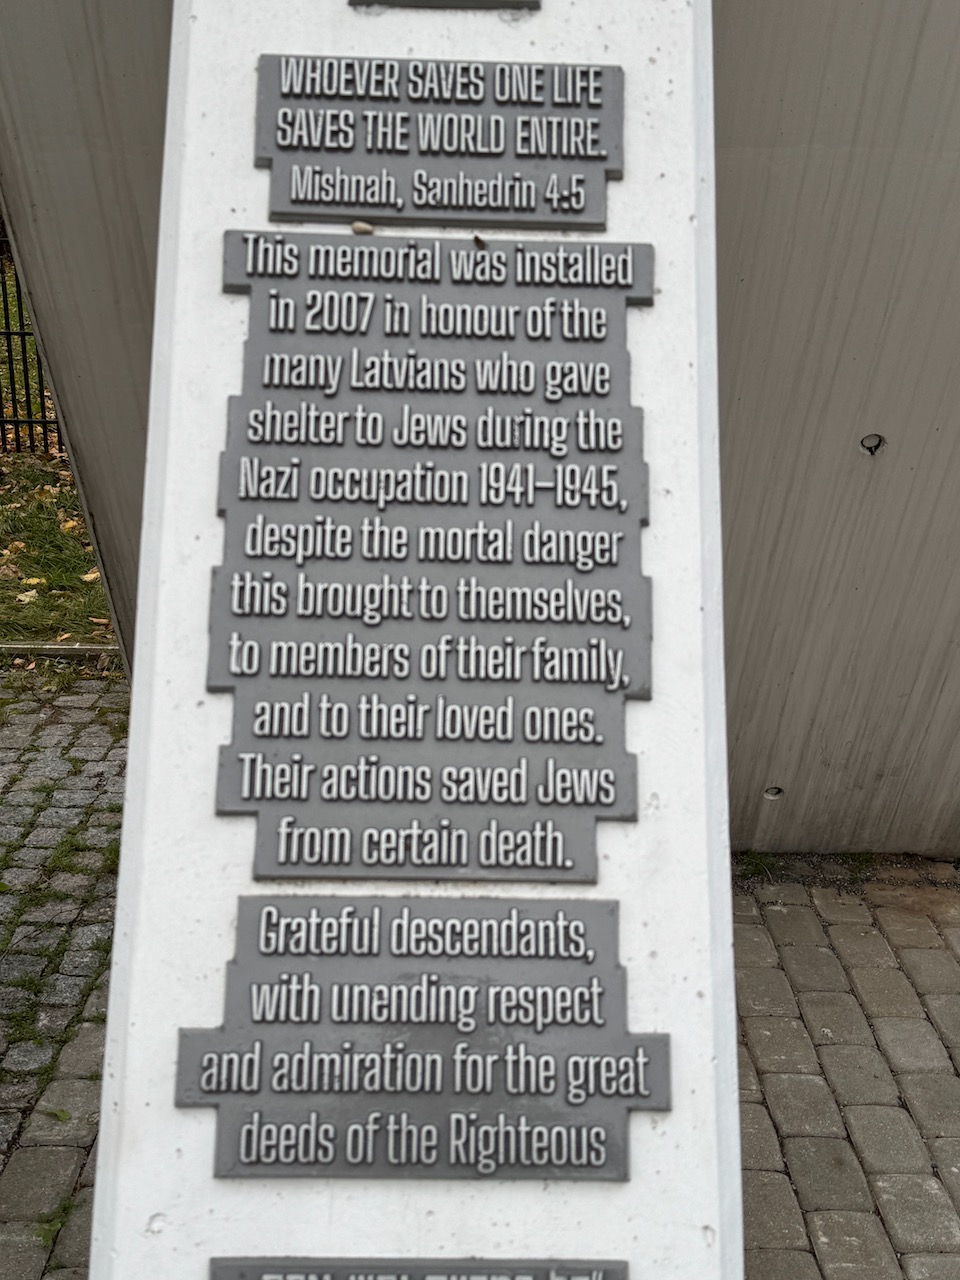 WHOEVER SAVES ONE LIFE
SAVES THE WORLD ENTIRE.
Mishnah, Sanhedrin 4:5
This memorial was installed
in 2007 in honour of the
many Latvians who gave
shelter to Jews during the
Nazi occupation 1941–1945,
despite the mortal danger
this brought to themselves,
to members of their family,
and to their loved ones.
Their actions saved Jews
from certain death.
Grateful descendants,
with unending respect
and admiration for the great
deeds of the Righteous